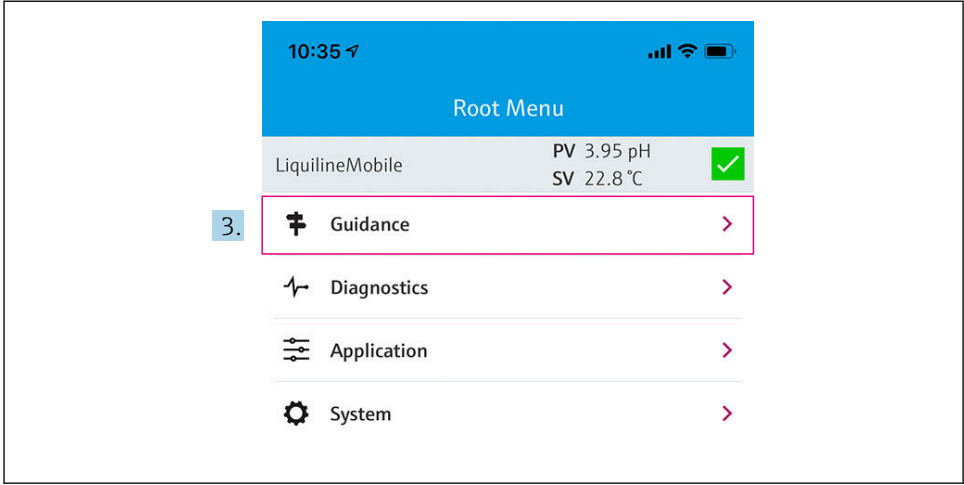 10:35
Root Menu
LiquilineMobile
PV 3.95 pH
SV 22.8 °C
3.
Guidance
Diagnostics
Application
System